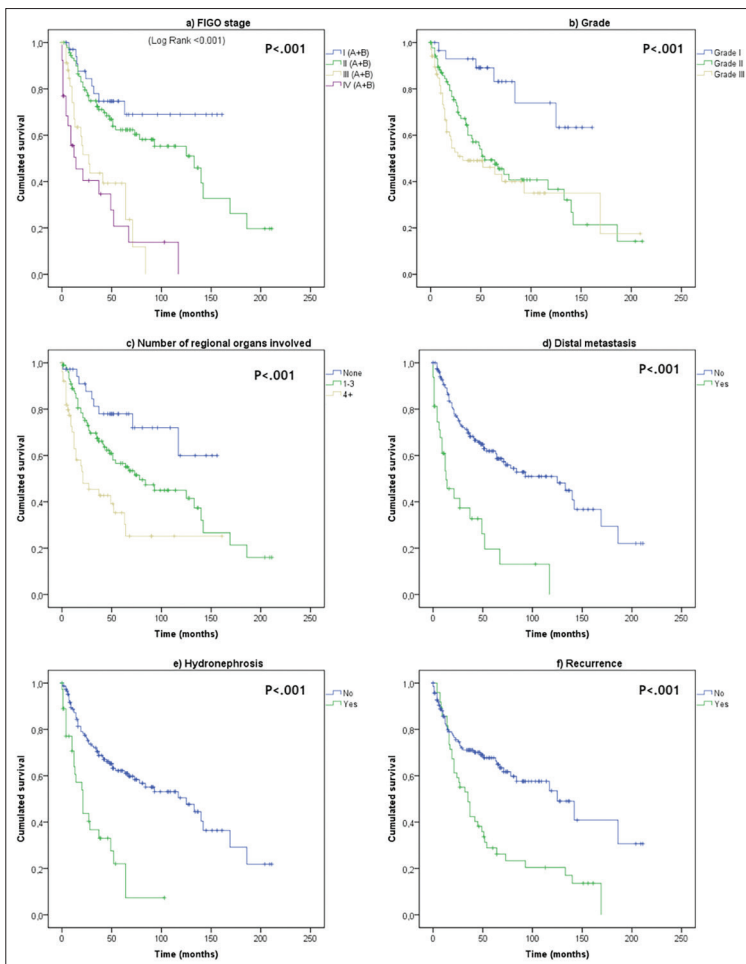 a) FIGO stage
(Log Rank <0.001)
P<.001
I (A+B)
II (A+B)
III (A+B)
IV (A+B)
Cumulated survival
1,0
0,8
0,6
0,4
0,2
0,0
0 50 100 150 200 250
Time (months)
b) Grade
P<.001
Grade I
Grade II
Grade III
Cumulated survival
1,0
0,8
0,6
0,4
0,2
0,0
0 50 100 150 200 250
Time (months)
c) Number of regional organs involved
P<.001
None
1-3
4+
Cumulated survival
1,0
0,8
0,6
0,4
0,2
0,0
0 50 100 150 200 250
Time (months)
d) Distal metastasis
P<.001
No
Yes
Cumulated survival
1,0
0,8
0,6
0,4
0,2
0,0
0 50 100 150 200 250
Time (months)
e) Hydronephrosis
P<.001
No
Yes
Cumulated survival
1,0
0,8
0,6
0,4
0,2
0,0
0 50 100 150 200 250
Time (months)
f) Recurrence
P<.001
No
Yes
Cumulated survival
1,0
0,8
0,6
0,4
0,2
0,0
0 50 100 150 200 250
Time (months)